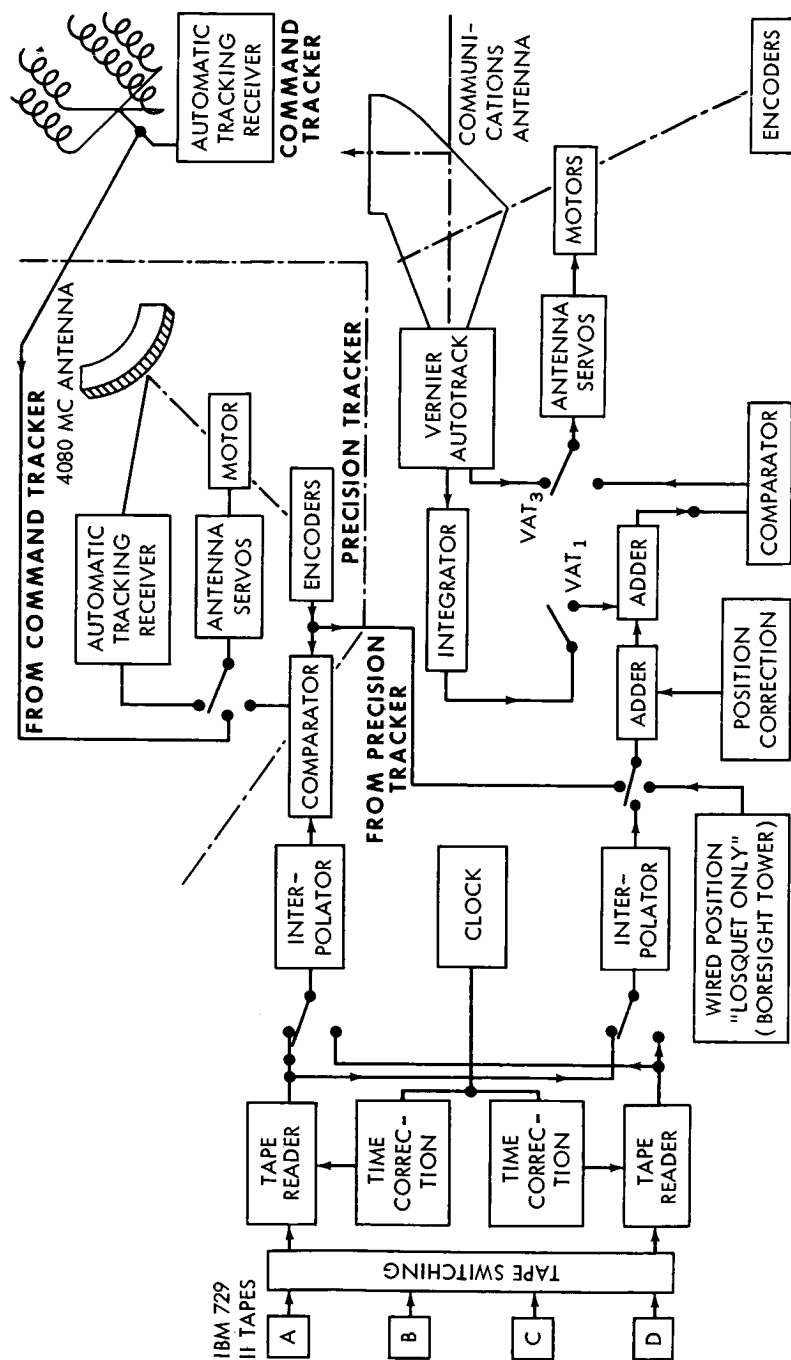 IBM 729
II TAPES
A
B
C
D
TAPE SWITCHING
TAPE
READER
TIME
CORREC-
TION
TIME
CORREC-
TION
TAPE
READER
INTER-
POLATOR
CLOCK
INTER-
POLATOR
WIRED POSITION
"LOSQUET ONLY"
(BORESIGHT TOWER)
FROM COMMAND TRACKER
4080 MC ANTENNA
AUTOMATIC
TRACKING
RECEIVER
ANTENNA
SERVOS
MOTOR
COMPARATOR
ENCODERS
PRECISION TRACKER
FROM PRECISION
TRACKER
AUTOMATIC
TRACKING
RECEIVER
COMMAND
TRACKER
COMMUNI-
CATIONS
ANTENNA
VERNIER
AUTOTRACK
INTEGRATOR
VAT3
VAT1
ANTENNA
SERVOS
MOTORS
ADDER
ADDER
POSITION
CORRECTION
COMPARATOR
ENCODERS